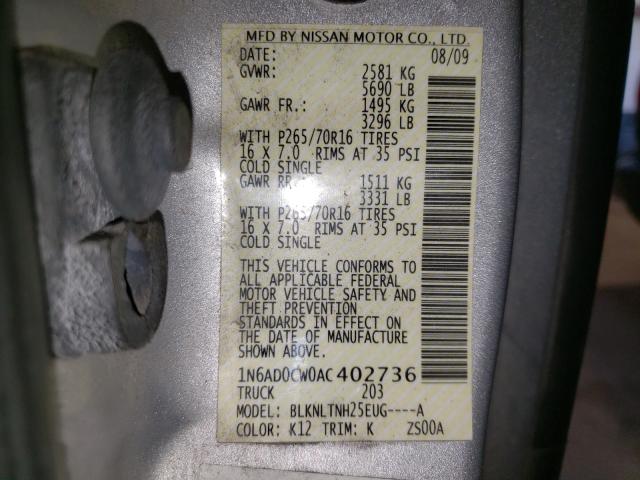 MFD BY NISSAN MOTOR CO., LTD.
DATE: 08/09
GVWR: 2581 KG
5690 LB
GAWR FR.: 1495 KG
3296 LB
WITH P265/70R16 TIRES
16 X 7.0 RIMS AT 35 PSI
COLD SINGLE
GAWR RR.: 1511 KG
3331 LB
WITH P265/70R16 TIRES
16 X 7.0 RIMS AT 35 PSI
COLD SINGLE
THIS VEHICLE CONFORMS TO
ALL APPLICABLE FEDERAL
MOTOR VEHICLE SAFETY AND
THEFT PREVENTION
STANDARDS IN EFFECT ON
THE DATE OF MANUFACTURE
SHOWN ABOVE.
1N6AD0CW0AC402736
TRUCK 203
MODEL: BLKNLTNH25EUG----A
COLOR: K12 TRIM: K ZS00A